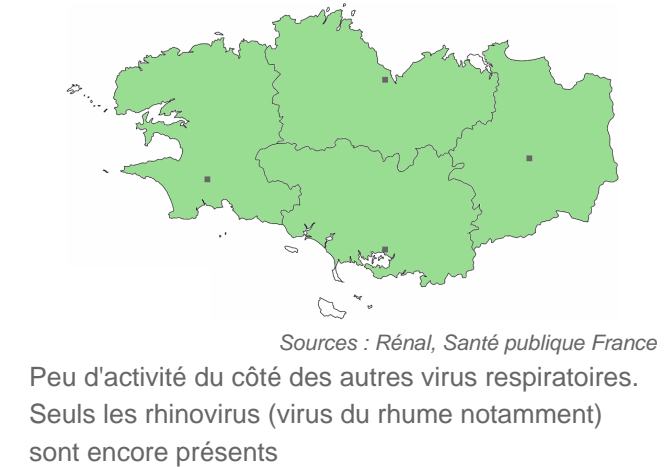 Sources : Rénal, Santé publique France
Peu d'activité du côté des autres virus respiratoires.
Seuls les rhinovirus (virus du rhume notamment)
sont encore présents